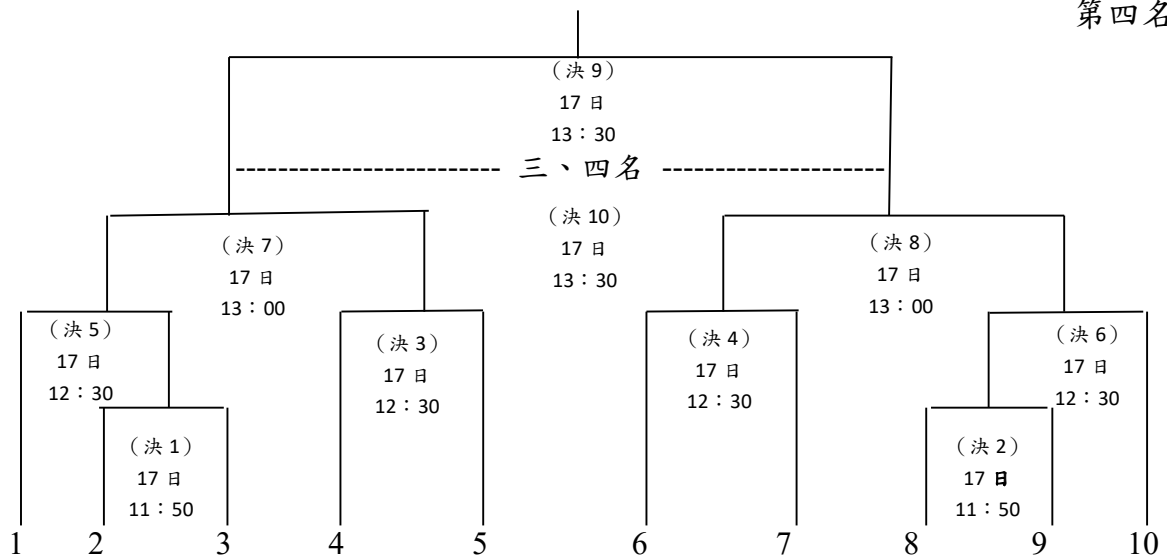 第四名
（決 9）
17 日
13：30
三、四名
（決 10）
17 日
13：30
（決 7）
17 日
13：00
（決 8）
17 日
13：00
（決 5）
17 日
12：30
（決 3）
17 日
12：30
（決 4）
17 日
12：30
（決 6）
17 日
12：30
（決 1）
17 日
11：50
（決 2）
17 日
11：50
1 2 3 4 5 6 7 8 9 10